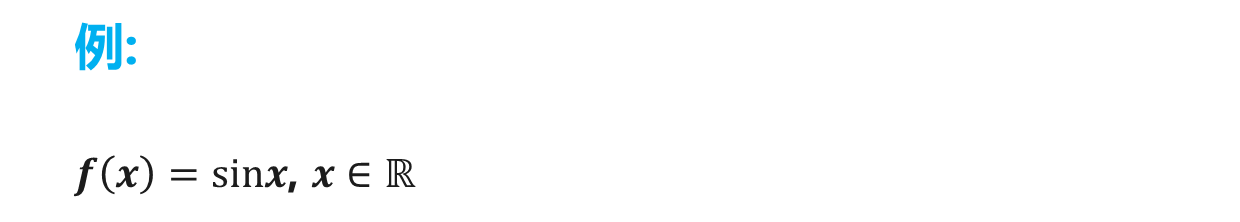 例:
f(x) = sinx, x ∈ ℝ